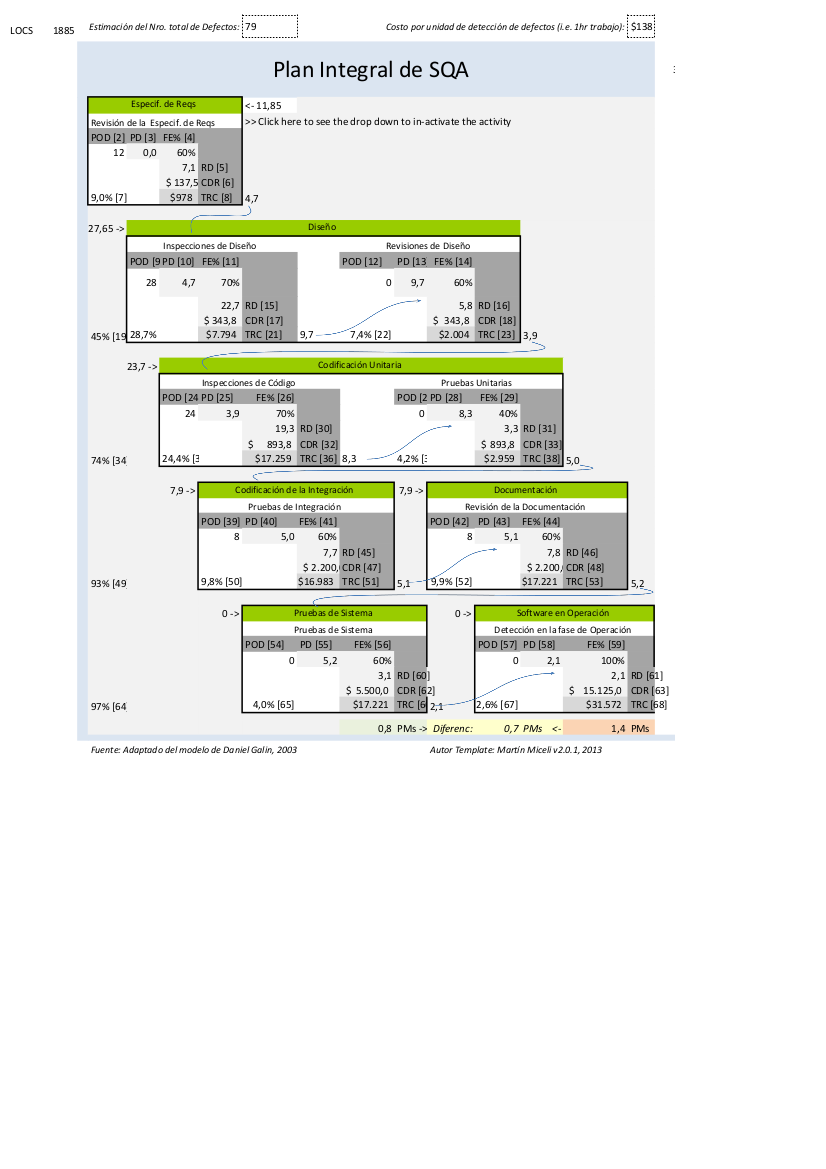 LOCS 1885 Estimación del Nro. total de Defectos: 79 Costo por unidad de detección de defectos (i.e. 1hr trabajo): $138
Plan Integral de SQA
Especif. de Reqs <- 11,85
Revisión de la Especif. de Reqs >> Click here to see the drop down to in-activate the activity
POD [2] PD [3] FE% [4]
12 0,0 60%
7,1 RD [5]
$ 137,5 CDR [6]
9,0% [7] $978 TRC [8] 4,7
27,65 -> Diseño
Inspecciones de Diseño Revisiones de Diseño
POD [9 PD [10] FE% [11] POD [12] PD [13 FE% [14]
28 4,7 70% 0 9,7 60%
22,7 RD [15] 5,8 RD [16]
$ 343,8 CDR [17] $ 343,8 CDR [18]
45% [19 28,7% $7.794 TRC [21] 9,7 7,4% [22] $2.004 TRC [23] 3,9
23,7 -> Codificación Unitaria
Inspecciones de Código Pruebas Unitarias
POD [24 PD [25] FE% [26] POD [2 PD [28] FE% [29]
24 3,9 70% 0 8,3 40%
19,3 RD [30] 3,3 RD [31]
$ 893,8 CDR [32] $ 893,8 CDR [33]
74% [34 24,4% [3 $17.259 TRC [36] 8,3 4,2% [3 $2.959 TRC [38] 5,0
7,9 -> Codificación de la Integración 7,9 -> Documentación
Pruebas de Integración Revisión de la Documentación
POD [39] PD [40] FE% [41] POD [42] PD [43] FE% [44]
8 5,0 60% 8 5,1 60%
7,7 RD [45] 7,8 RD [46]
$ 2.200, CDR [47] $ 2.200, CDR [48]
93% [49 9,8% [50] $16.983 TRC [51] 5,1 9,9% [52] $17.221 TRC [53] 5,2
0 -> Pruebas de Sistema 0 -> Software en Operación
Pruebas de Sistema Detección en la fase de Operación
POD [54] PD [55] FE% [56] POD [57] PD [58] FE% [59]
0 5,2 60% 0 2,1 100%
3,1 RD [60] 2,1 RD [61]
$ 5.500,0 CDR [62] $ 15.125,0 CDR [63]
97% [64 4,0% [65] $17.221 TRC [6 2,1 2,6% [67] $31.572 TRC [68]
0,8 PMs -> Diferenc: 0,7 PMs <- 1,4 PMs
Fuente: Adaptado del modelo de Daniel Galin, 2003 Autor Template: Martín Miceli v2.0.1, 2013